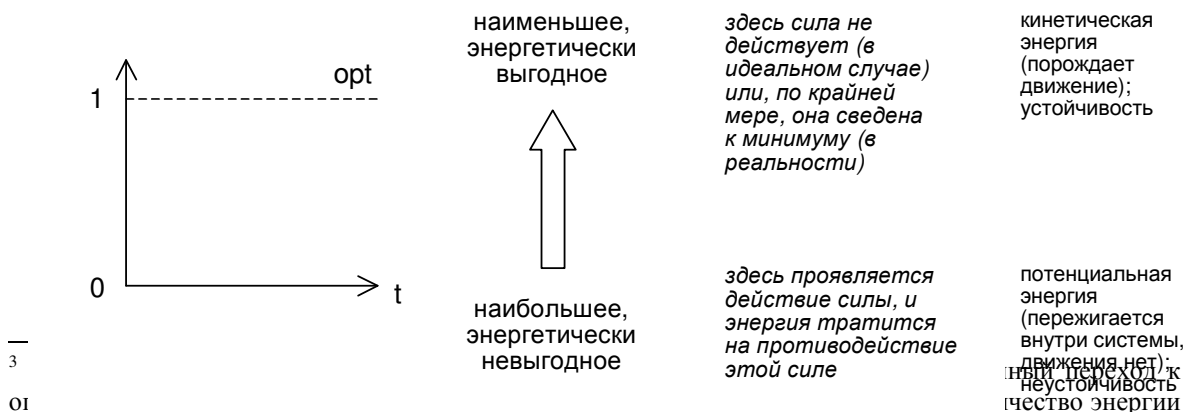 1
opt
0
t
наименьшее,
энергетически
выгодное
наибольшее,
энергетически
невыгодное
здесь сила не
действует (в
идеальном случае)
или, по крайней
мере, она сведена
к минимуму (в
реальности)
здесь проявляется
действие силы, и
энергия тратится
на противодействие
этой силе
кинетическая
энергия
(порождает
движение);
устойчивость
потенциальная
энергия
(пережигается
внутри системы,
движения нет);
неустойчивость
3
переход к
энергии